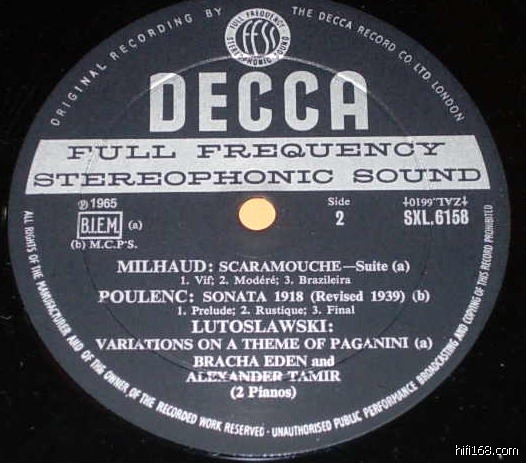 ORIGINAL RECORDING BY
THE DECCA RECORD CO. LTD. LONDON
FULL FREQUENCY
ffss
STEREOPHONIC SOUND
DECCA
FULL FREQUENCY
STEREOPHONIC SOUND
Ⓟ1965
B.I.E.M. (a)
(b) M.C.P'S.
Side
2
‡ZAL.6610‡
SXL.6158
MILHAUD: SCARAMOUCHE—Suite (a)
1. Vif; 2. Modéré; 3. Brazileira
POULENC: SONATA 1918 (Revised 1939) (b)
1. Prelude; 2. Rustique; 3. Final
LUTOSLAWSKI:
VARIATIONS ON A THEME OF PAGANINI (a)
BRACHA EDEN and
ALEXANDER TAMIR
(2 Pianos)
ALL RIGHTS OF THE MANUFACTURER AND OF THE OWNER OF THE RECORDED WORK RESERVED · UNAUTHORISED PUBLIC PERFORMANCE BROADCASTING AND COPYING OF THIS RECORD PROHIBITED
hifi168.com